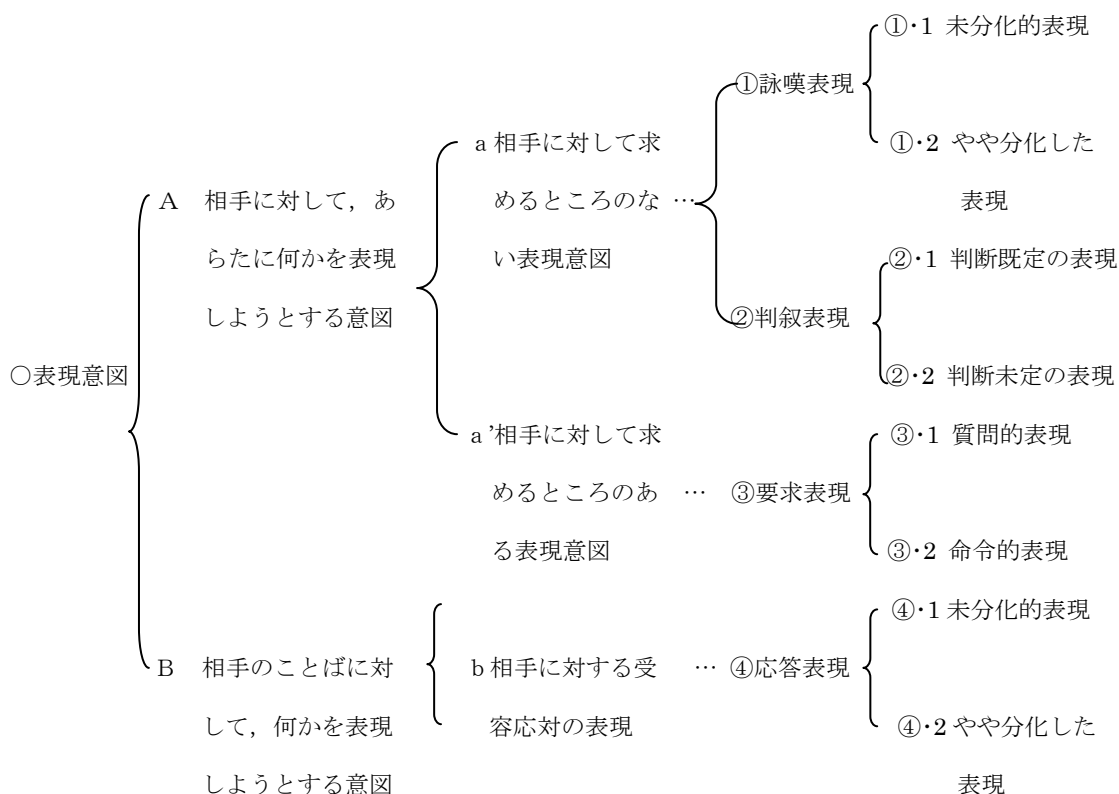 ○表現意図
A 相手に対して，あ
らたに何かを表現
しようとする意図
a 相手に対して求
めるところのな …
い表現意図
①詠嘆表現
①・1 未分化的表現
①・2 やや分化した
表現
②判叙表現
②・1 判断既定の表現
②・2 判断未定の表現
a ’相手に対して求
めるところのあ …
る表現意図
③要求表現
③・1 質問的表現
③・2 命令的表現
B 相手のことばに対
して，何かを表現
しようとする意図
b 相手に対する受 …
容応対の表現
④応答表現
④・1 未分化的表現
④・2 やや分化した
表現